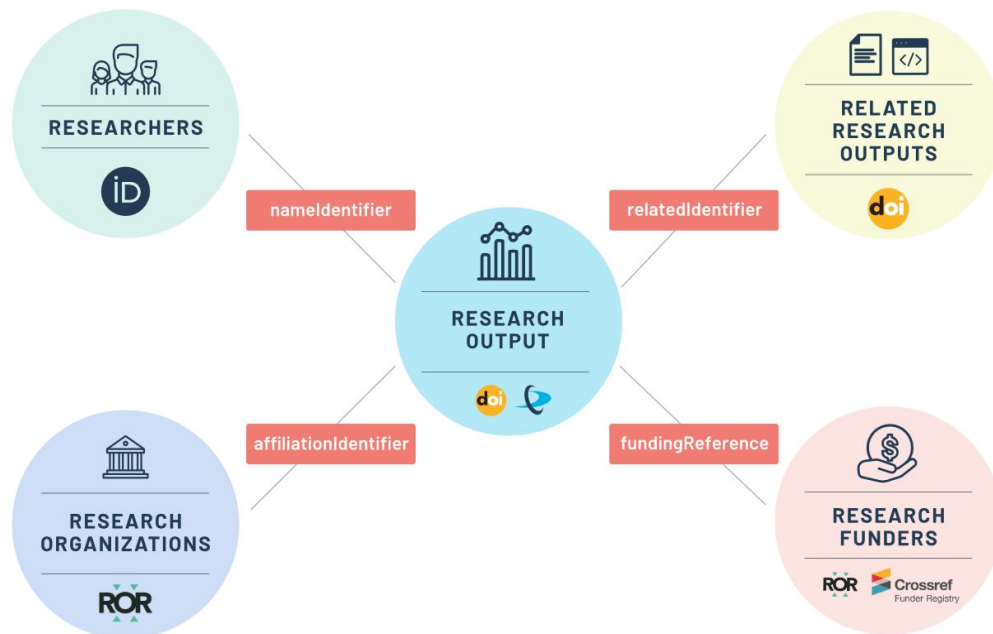 RESEARCHERS
iD
nameIdentifier
</>
RELATED
RESEARCH
OUTPUTS
doi
relatedIdentifier
RESEARCH
OUTPUT
doi
affiliationIdentifier
RESEARCH
ORGANIZATIONS
ROR
fundingReference
$
RESEARCH
FUNDERS
ROR
Crossref
Funder Registry